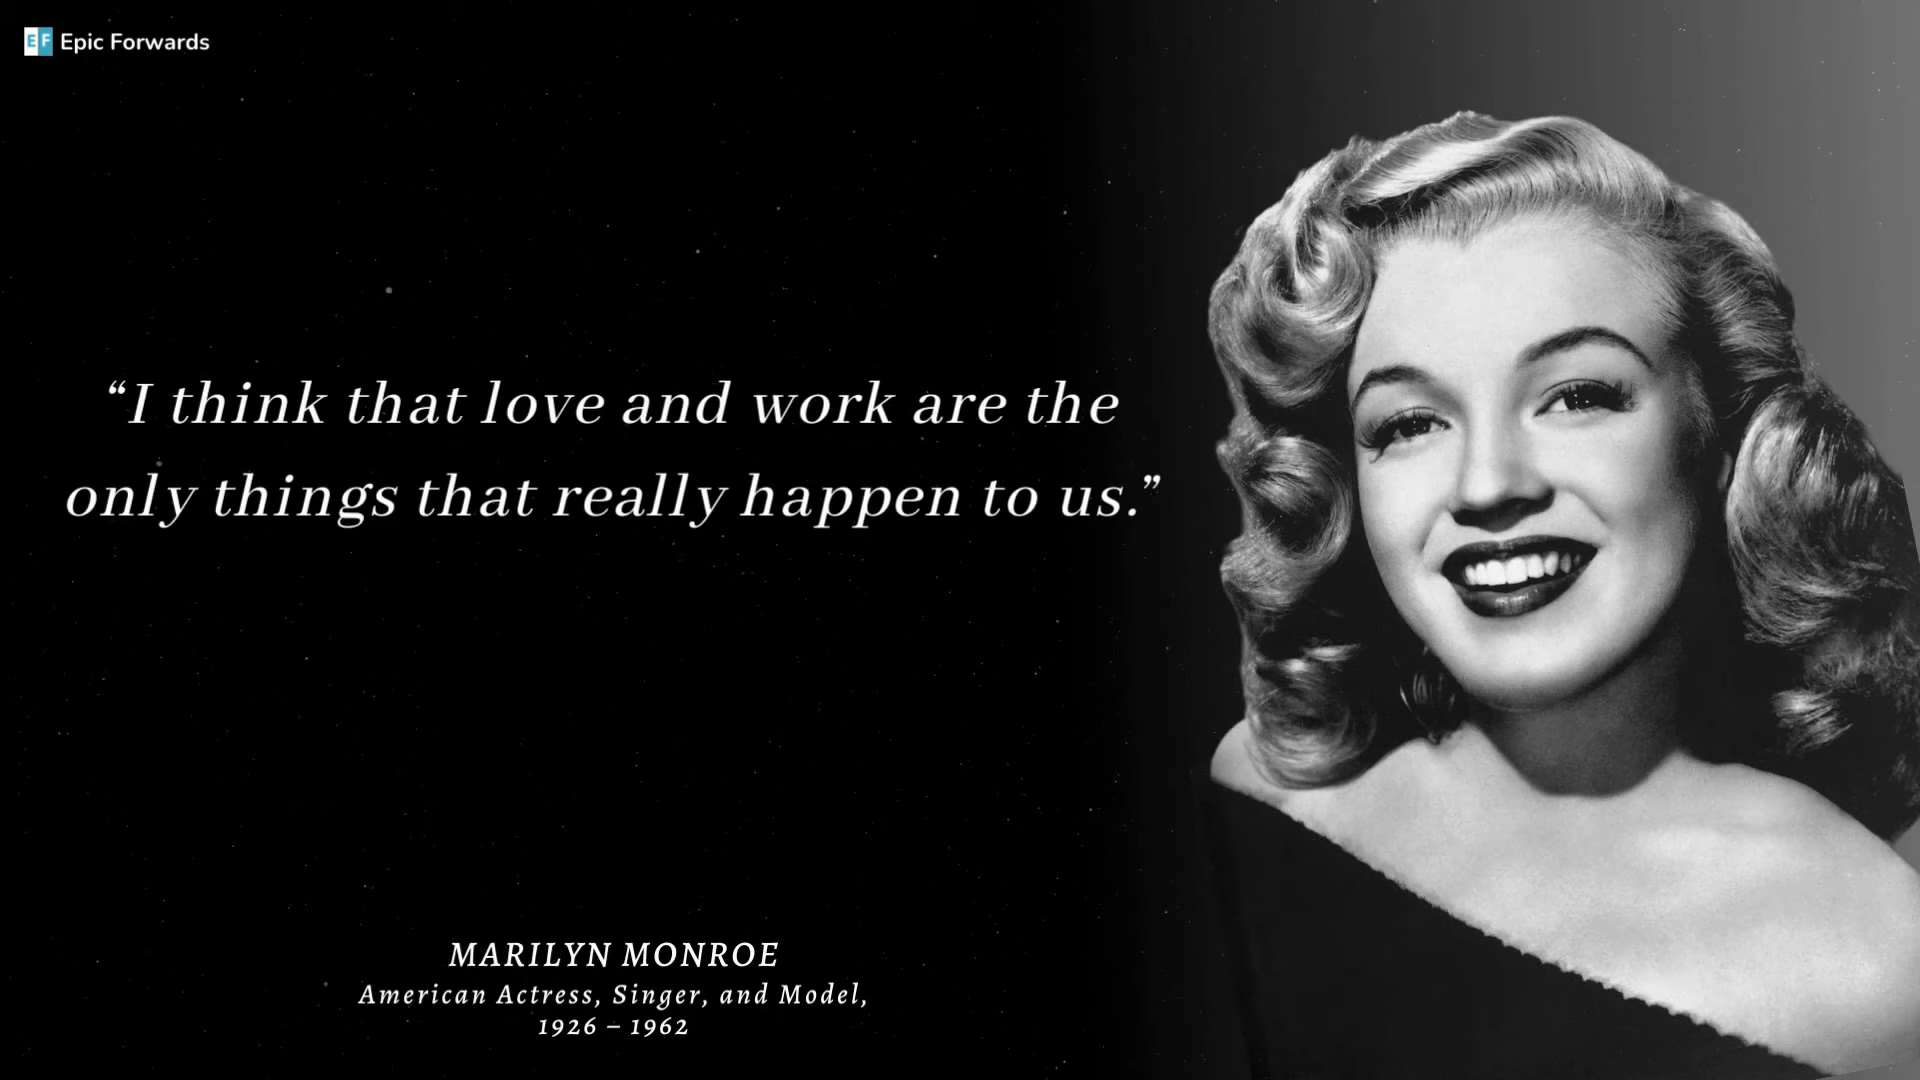 EF Epic Forwards
“I think that love and work are the
only things that really happen to us.”
MARILYN MONROE
American Actress, Singer, and Model,
1926 – 1962